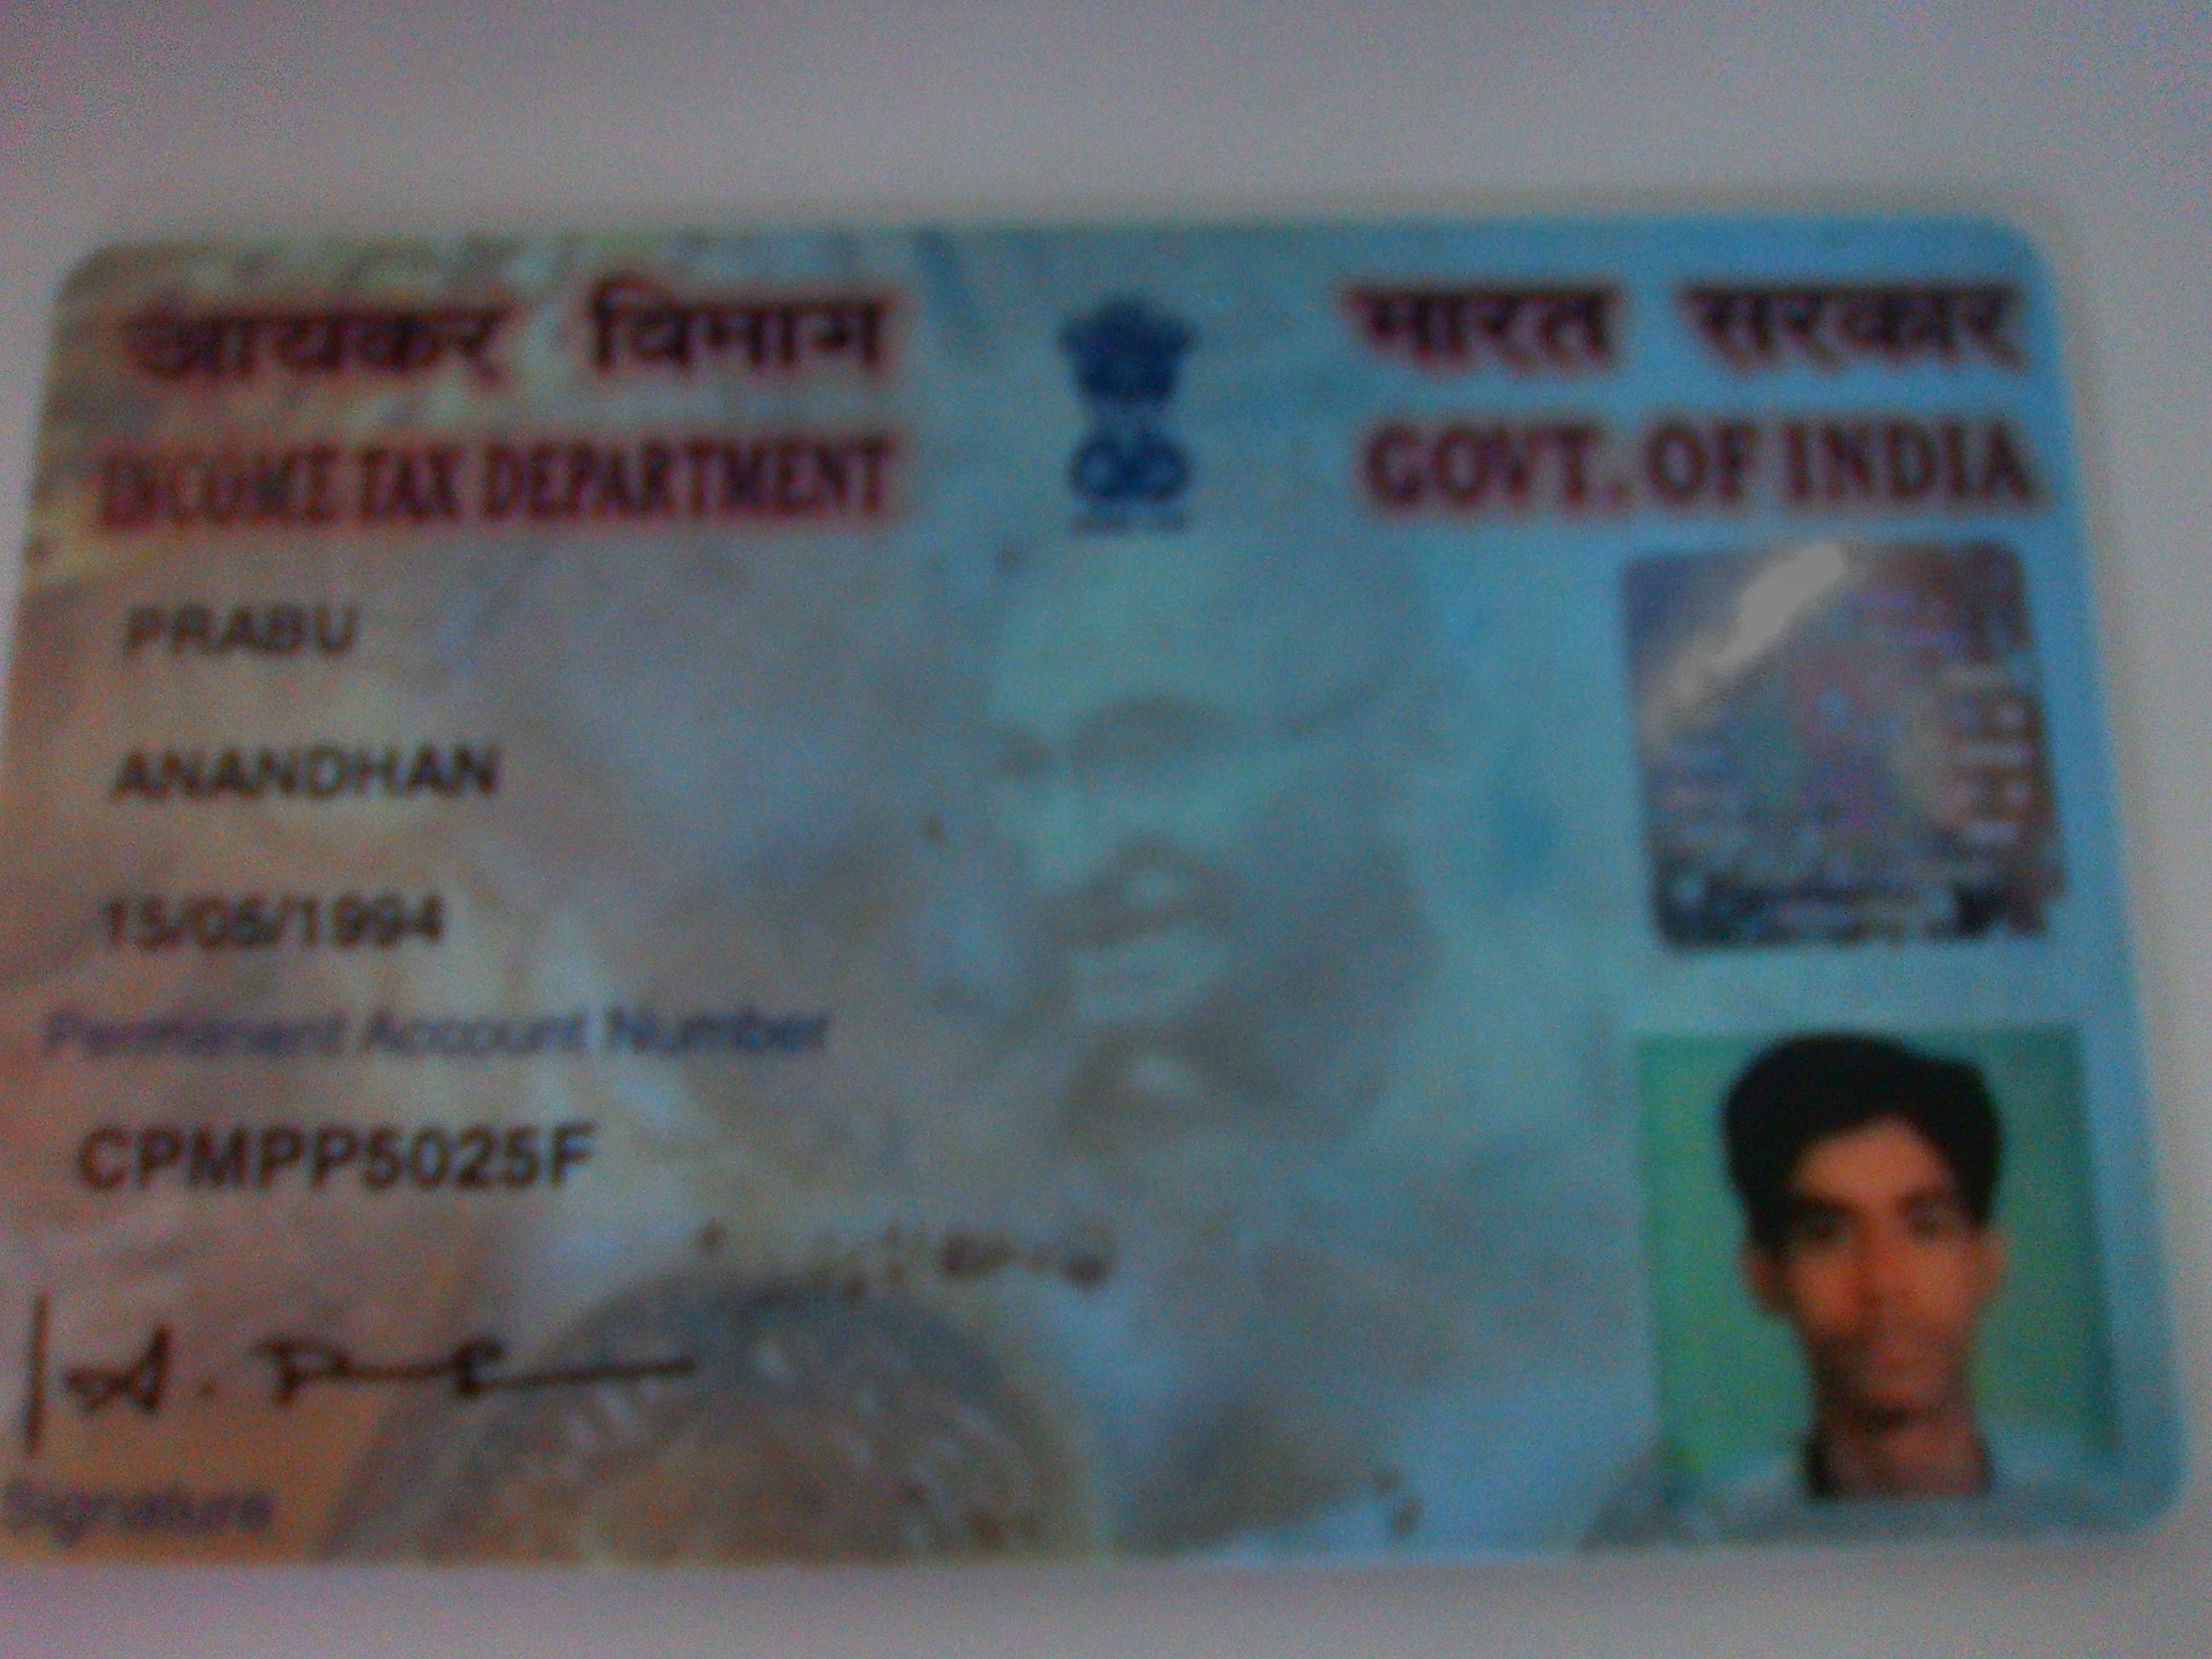 आयकर विभाग
भारत सरकार
INCOME TAX DEPARTMENT
GOVT. OF INDIA
PRABU
ANANDHAN
15/05/1994
Permanent Account Number
CPMPP5025F
Signature